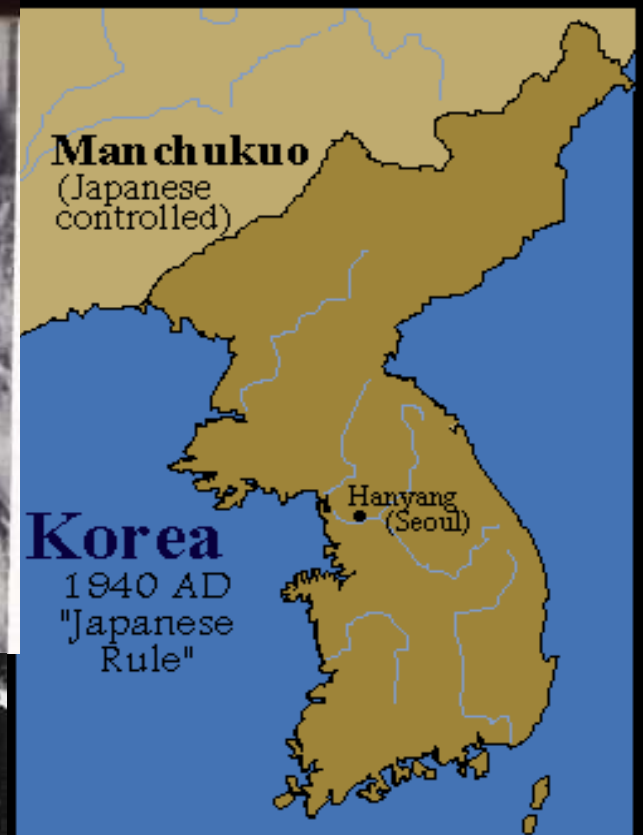 Manchukuo
(Japanese
controlled)
Hanyang
(Seoul)
Korea
1940 AD
"Japanese
Rule"